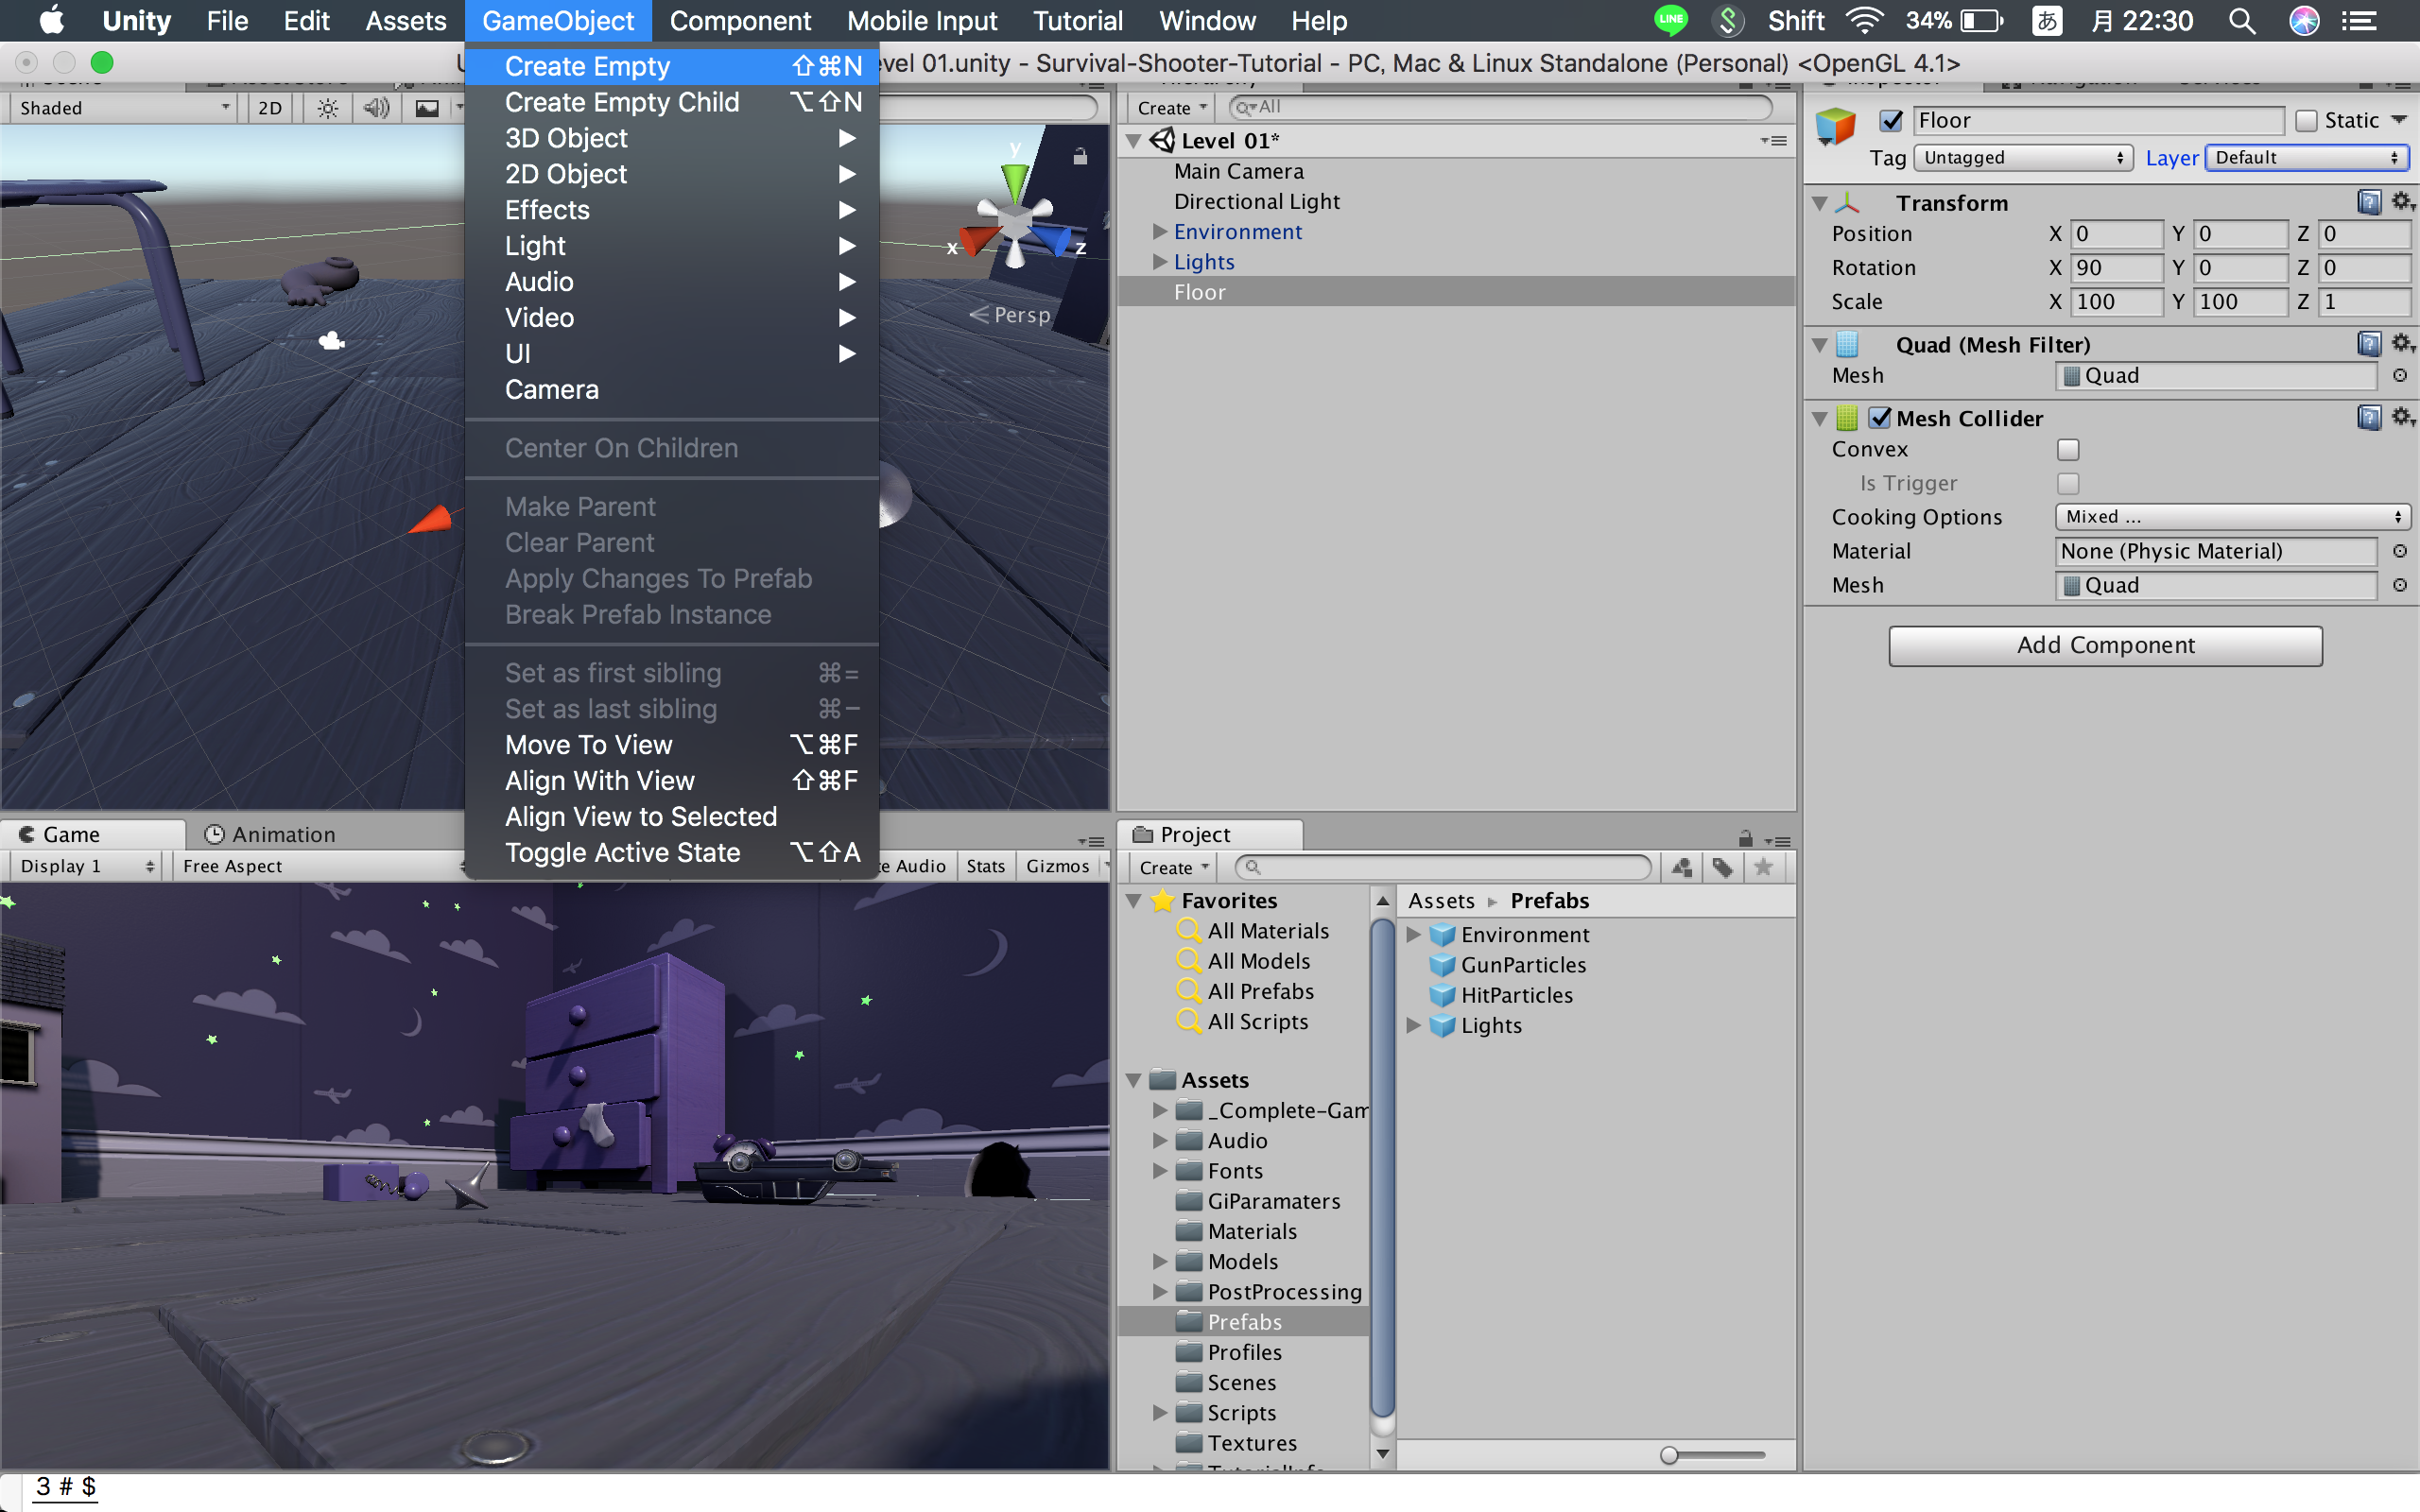 Unity File Edit Assets GameObject Component Mobile Input Tutorial Window Help LINE Shift 34% あ 月 22:30
evel 01.unity - Survival-Shooter-Tutorial - PC, Mac & Linux Standalone (Personal) <OpenGL 4.1>
Create Empty ⇧⌘N
Create Empty Child ⌥⇧N
3D Object
2D Object
Effects
Light
Audio
Video
UI
Camera
Center On Children
Make Parent
Clear Parent
Apply Changes To Prefab
Break Prefab Instance
Set as first sibling ⌘=
Set as last sibling ⌘−
Move To View ⌥⌘F
Align With View ⇧⌘F
Align View to Selected
Toggle Active State ⌥⇧A
Shaded 2D
y
x z
Persp
Create All
Level 01*
Main Camera
Directional Light
Environment
Lights
Floor
Floor Static
Tag Untagged Layer Default
Transform
Position X 0 Y 0 Z 0
Rotation X 90 Y 0 Z 0
Scale X 100 Y 100 Z 1
Quad (Mesh Filter)
Mesh Quad
Mesh Collider
Convex
Is Trigger
Cooking Options Mixed ...
Material None (Physic Material)
Mesh Quad
Add Component
Game Animation
Display 1 Free Aspect te Audio Stats Gizmos
Project
Create
Favorites
All Materials
All Models
All Prefabs
All Scripts
Assets
_Complete-Gam
Audio
Fonts
GiParamaters
Materials
Models
PostProcessing
Prefabs
Profiles
Scenes
Scripts
Textures
Assets Prefabs
Environment
GunParticles
HitParticles
Lights
3 # $